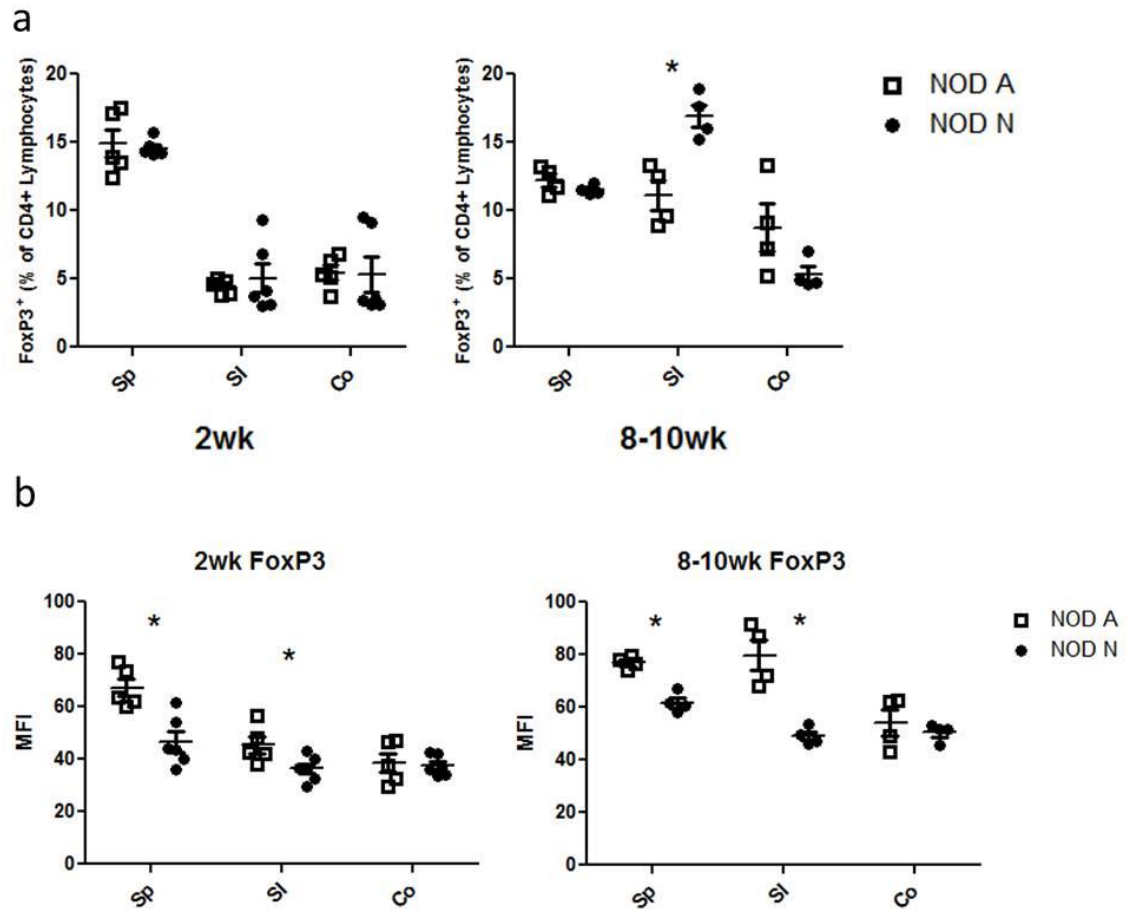 a
FoxP3+ (% of CD4+ Lymphocytes)
20
15
10
5
0
Sp
SI
Co
2wk
FoxP3+ (% of CD4+ Lymphocytes)
20
15
10
5
0
*
Sp
SI
Co
8-10wk
NOD A
NOD N
b
2wk FoxP3
MFI
100
80
60
40
20
0
*
*
Sp
SI
Co
8-10wk FoxP3
MFI
100
80
60
40
20
0
*
*
Sp
SI
Co
NOD A
NOD N